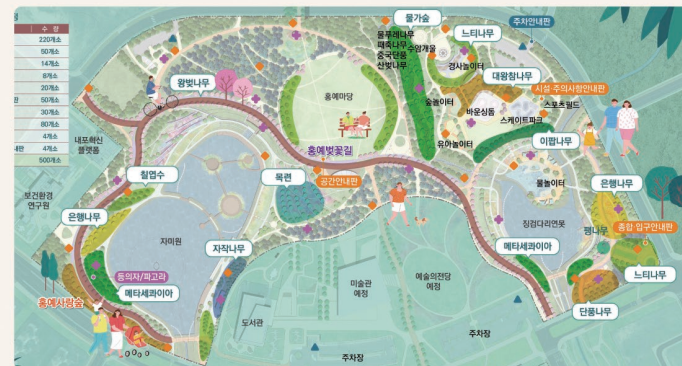 수 량
220개소
50개소
14개소
8개소
20개소
50개소
30개소
80개소
4개소
4개소
500개소
물가숲
물푸레나무
때죽나무
중국단풍
산벚나무
수암개울
느티나무
주차안내판
경사놀이터
대왕참나무
시설·주의사항안내판
왕벚나무
홍예마당
숲놀이터
바운싱돔
스포츠필드
스케이트파크
유아놀이터
이팝나무
내포혁신
플랫폼
홍예벚꽃길
칠엽수
목련
공간안내판
물놀이터
은행나무
보건환경
연구원
은행나무
자미원
자작나무
징검다리연못
팽나무
종합·입구안내판
메타세콰이아
등의자/파고라
메타세콰이아
느티나무
미술관
예정
예술의전당
예정
홍예사랑숲
단풍나무
도서관
주차장
주차장